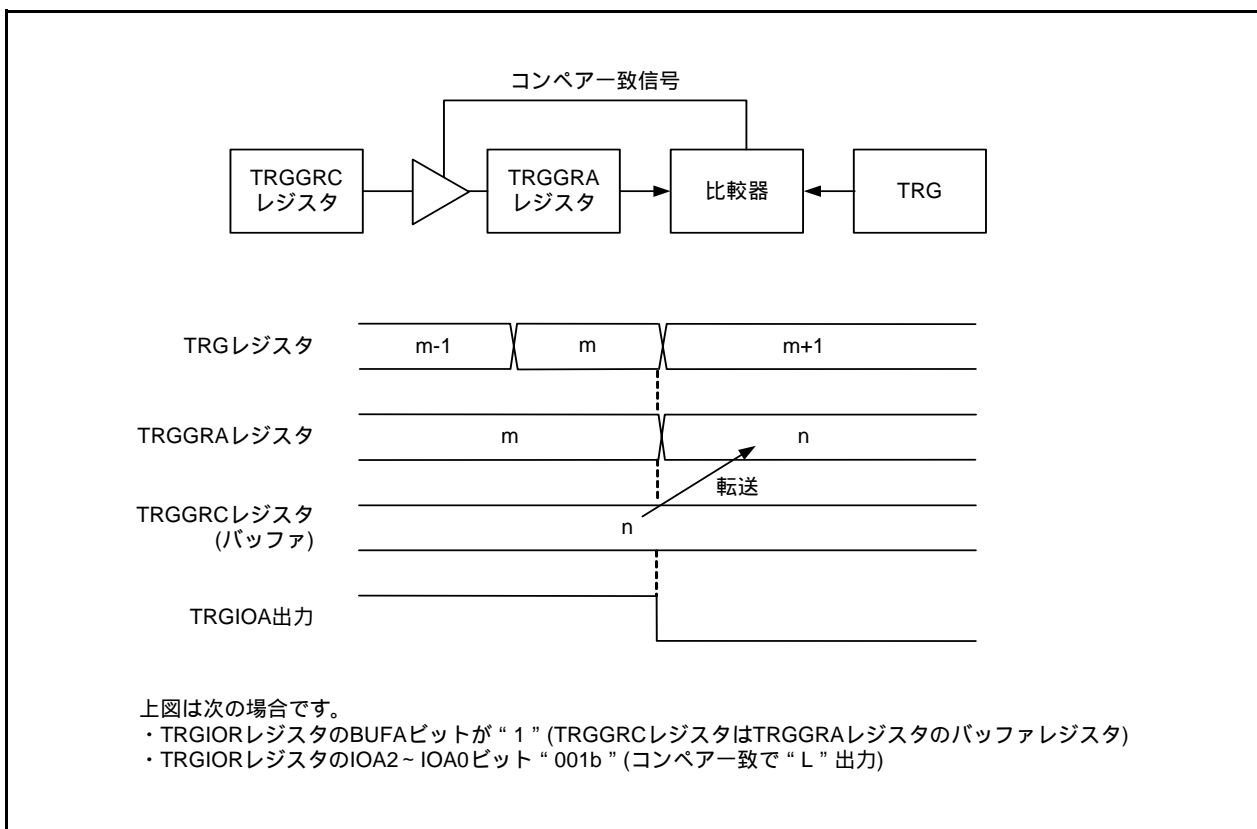 コンペア一致信号
TRGGRC
レジスタ
TRGGRA
レジスタ
比較器
TRG
TRGレジスタ
m-1
m
m+1
TRGGRAレジスタ
m
n
転送
TRGGRCレジスタ
(バッファ)
n
TRGIOA出力
上図は次の場合です。
・TRGIORレジスタのBUFAビットが“1”(TRGGRCレジスタはTRGGRAレジスタのバッファレジスタ)
・TRGIORレジスタのIOA2～IOA0ビット“001b”(コンペア一致で“L”出力)